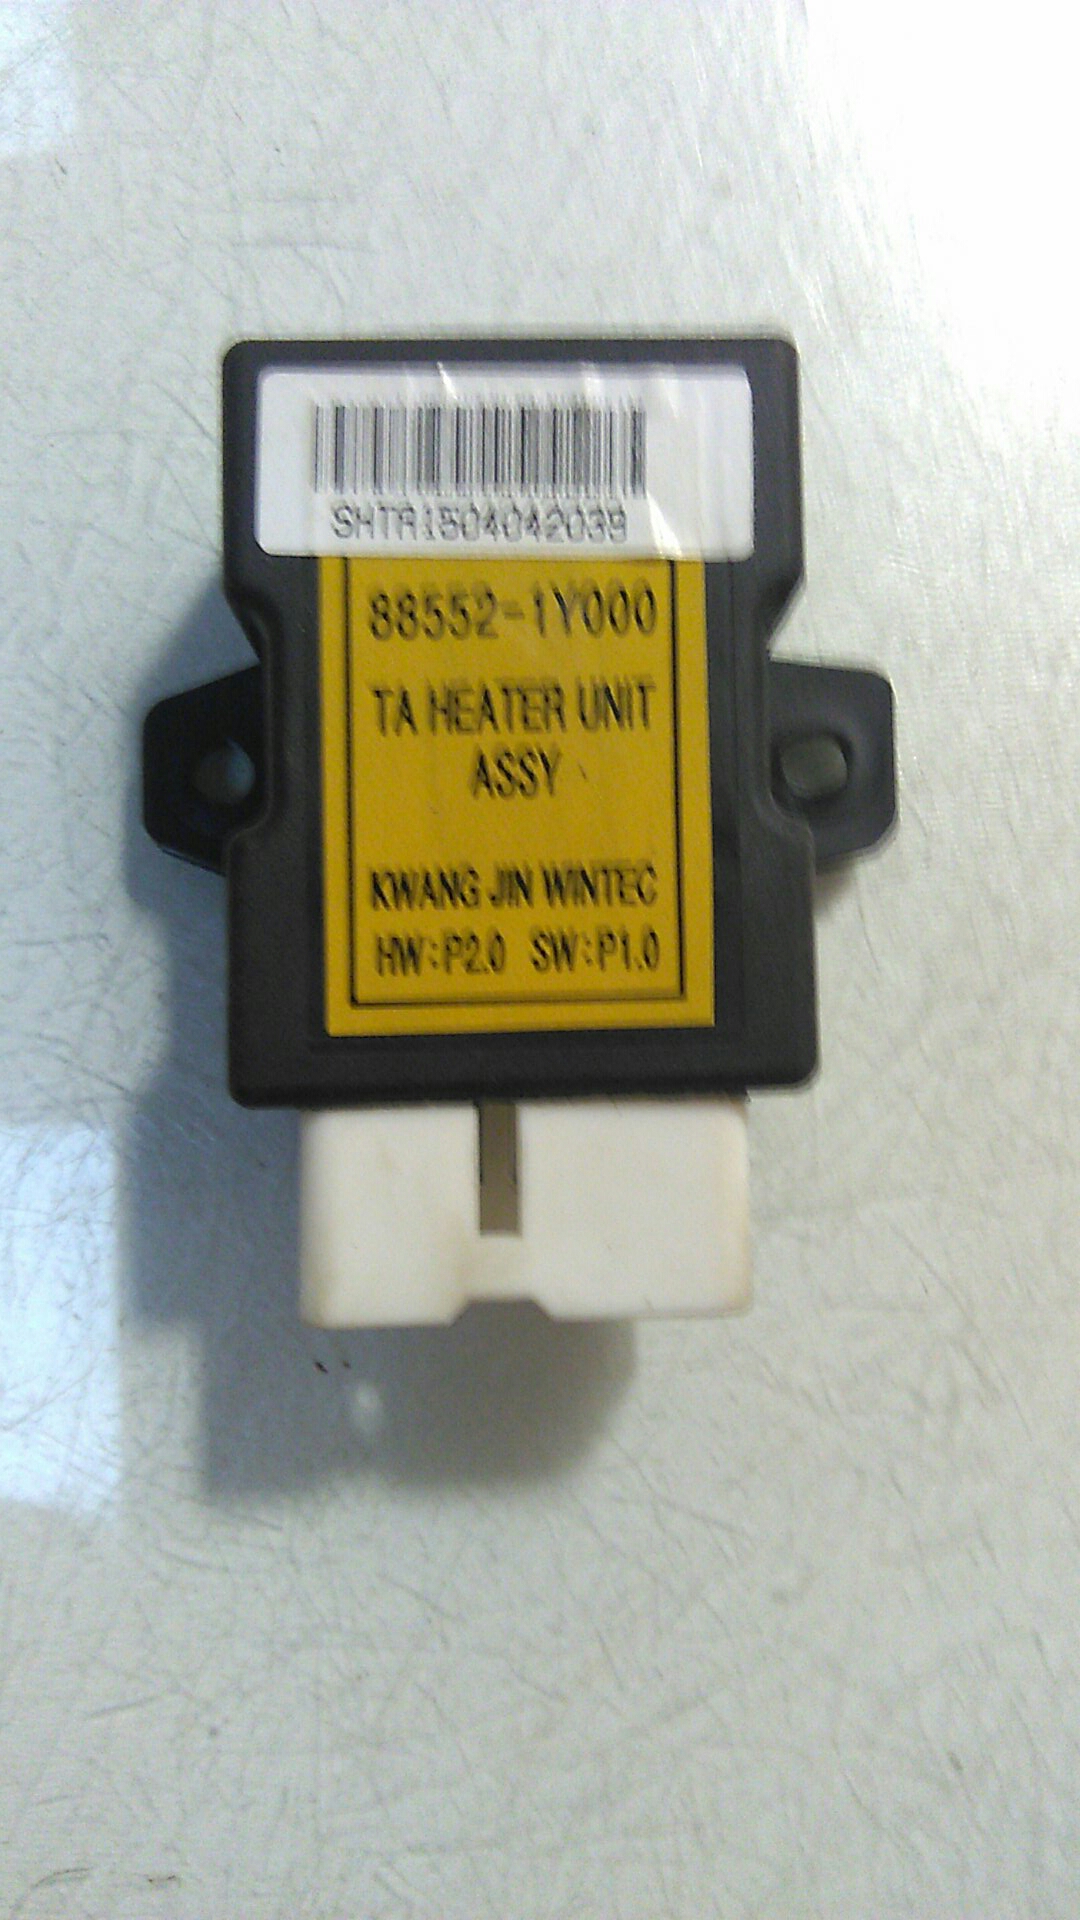 SHTA1504042039
88552-1Y000
TA HEATER UNIT
ASSY
KWANG JIN WINTEC
HW:P2.0 SW:P1.0